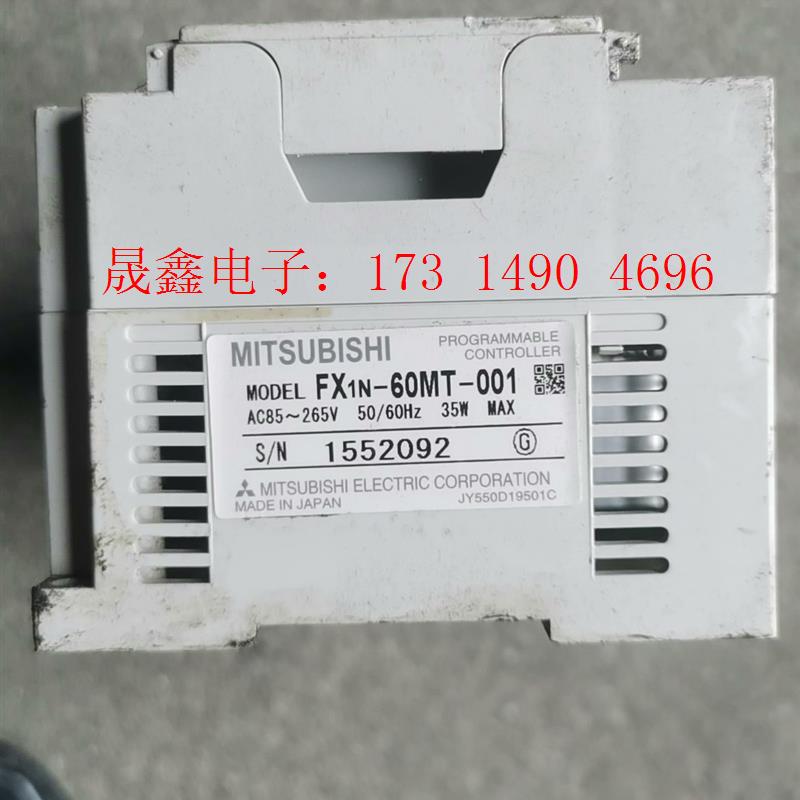 晟鑫电子：173 1490 4696
MITSUBISHI
PROGRAMMABLE
CONTROLLER
MODEL FX1N-60MT-001
AC85～265V 50/60Hz 35W MAX
S/N 1552092 G
MITSUBISHI ELECTRIC CORPORATION
MADE IN JAPAN JY550D19501C